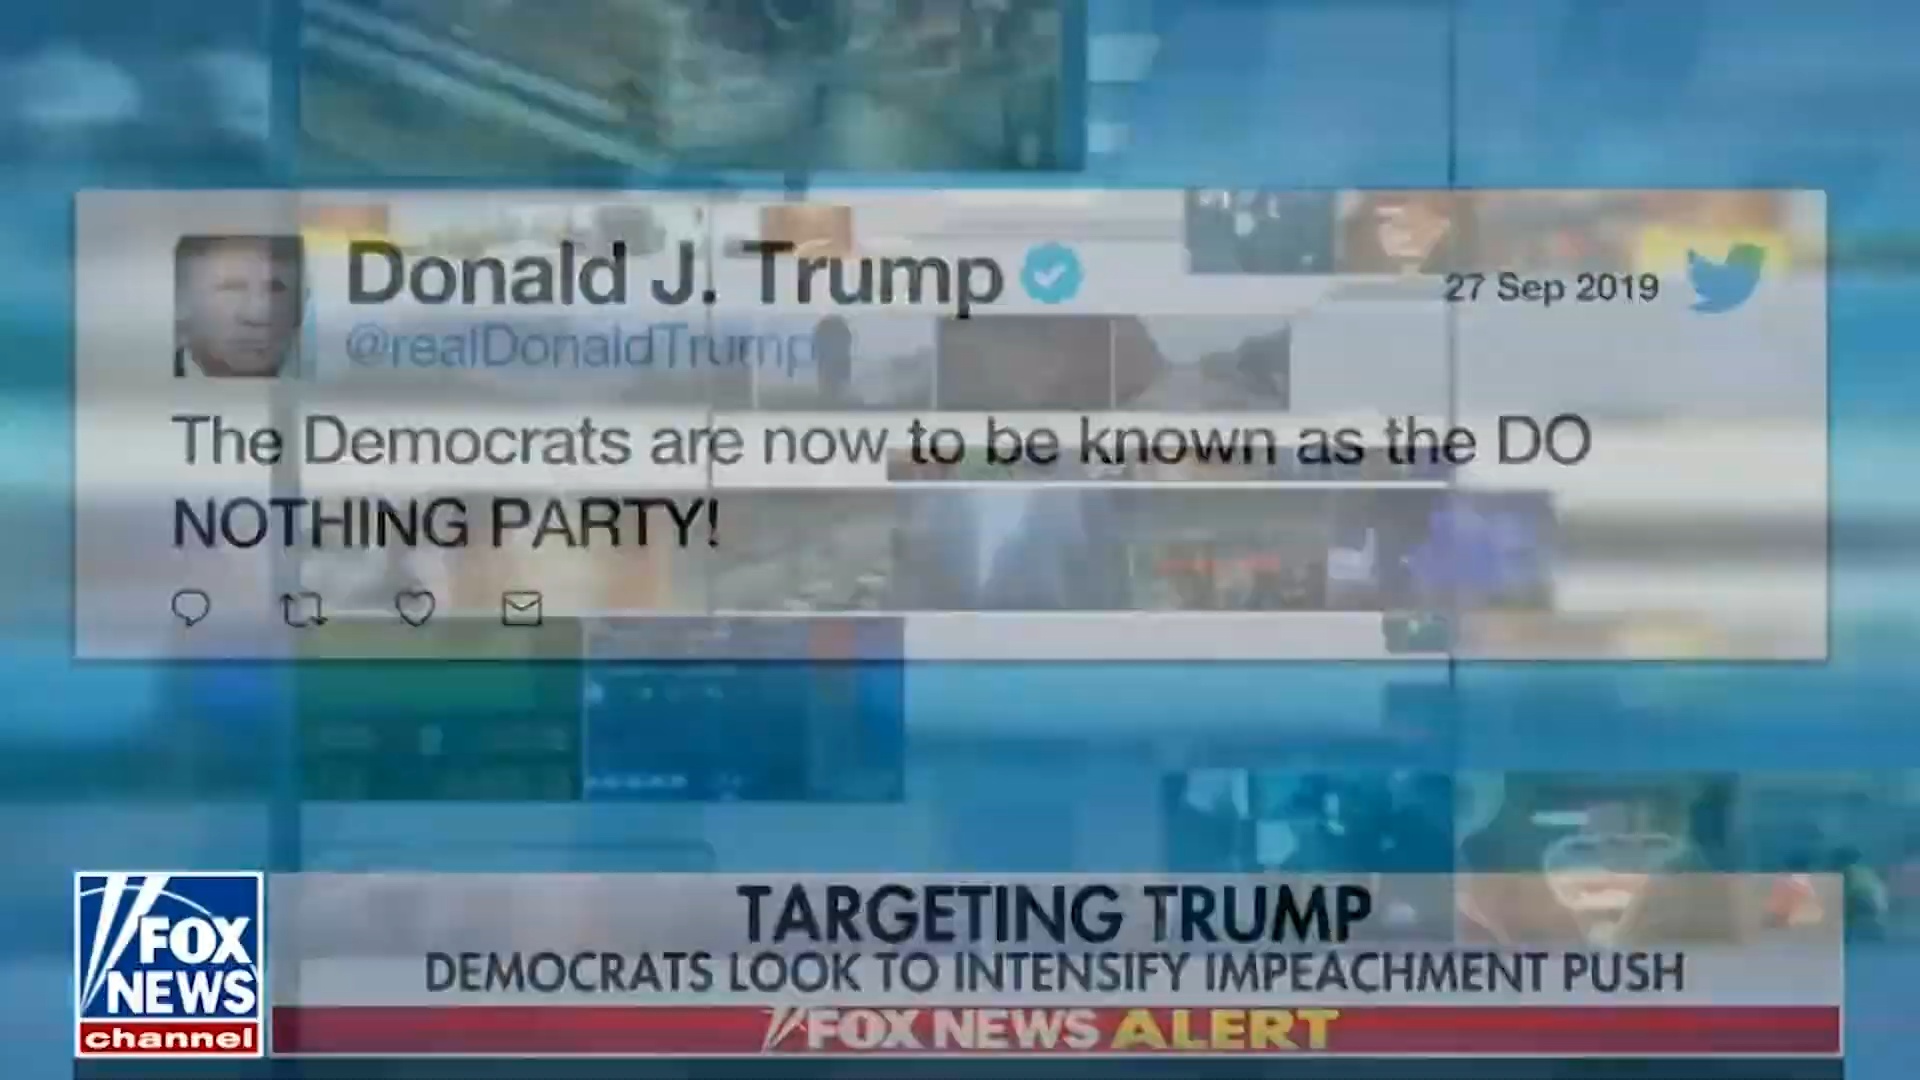 Donald J. Trump
27 Sep 2019
@realDonaldTrump
The Democrats are now to be known as the DO
NOTHING PARTY!
TARGETING TRUMP
DEMOCRATS LOOK TO INTENSIFY IMPEACHMENT PUSH
FOX NEWS ALERT
FOX
NEWS
channel